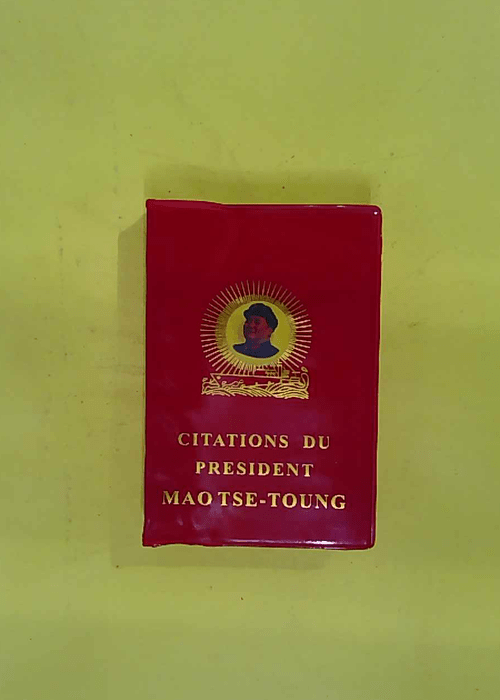 CITATIONS DU
PRESIDENT
MAO TSE-TOUNG